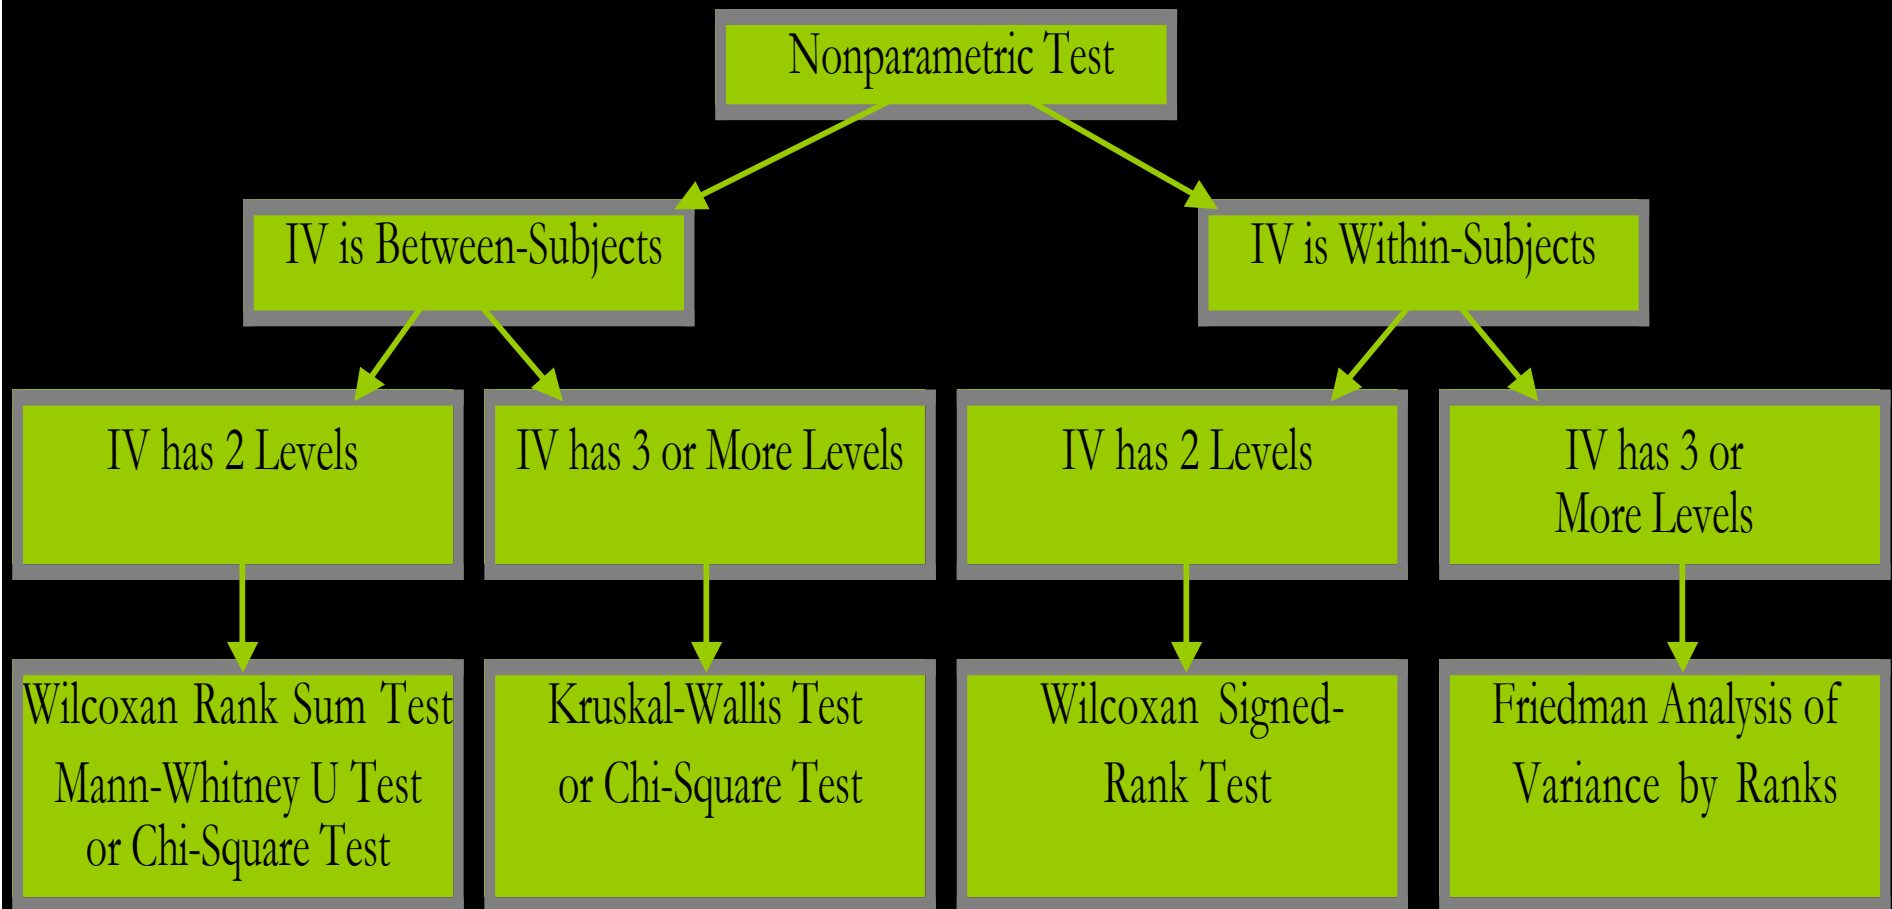 Nonparametric Test
IV is Between-Subjects
IV is Within-Subjects
IV has 2 Levels
IV has 3 or More Levels
IV has 2 Levels
IV has 3 or
More Levels
Wilcoxan Rank Sum Test
Mann-Whitney U Test
or Chi-Square Test
Kruskal-Wallis Test
or Chi-Square Test
Wilcoxan Signed-
Rank Test
Friedman Analysis of
Variance by Ranks